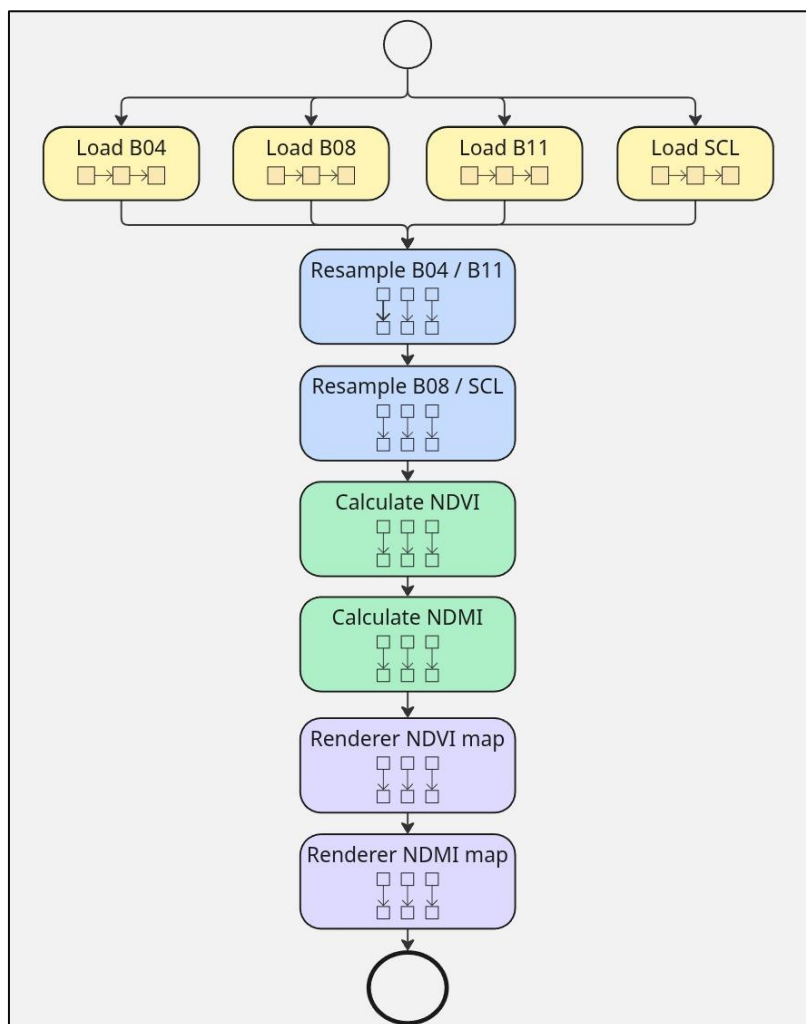 Load B04
Load B08
Load B11
Load SCL
Resample B04 / B11
Resample B08 / SCL
Calculate NDVI
Calculate NDMI
Renderer NDVI map
Renderer NDMI map